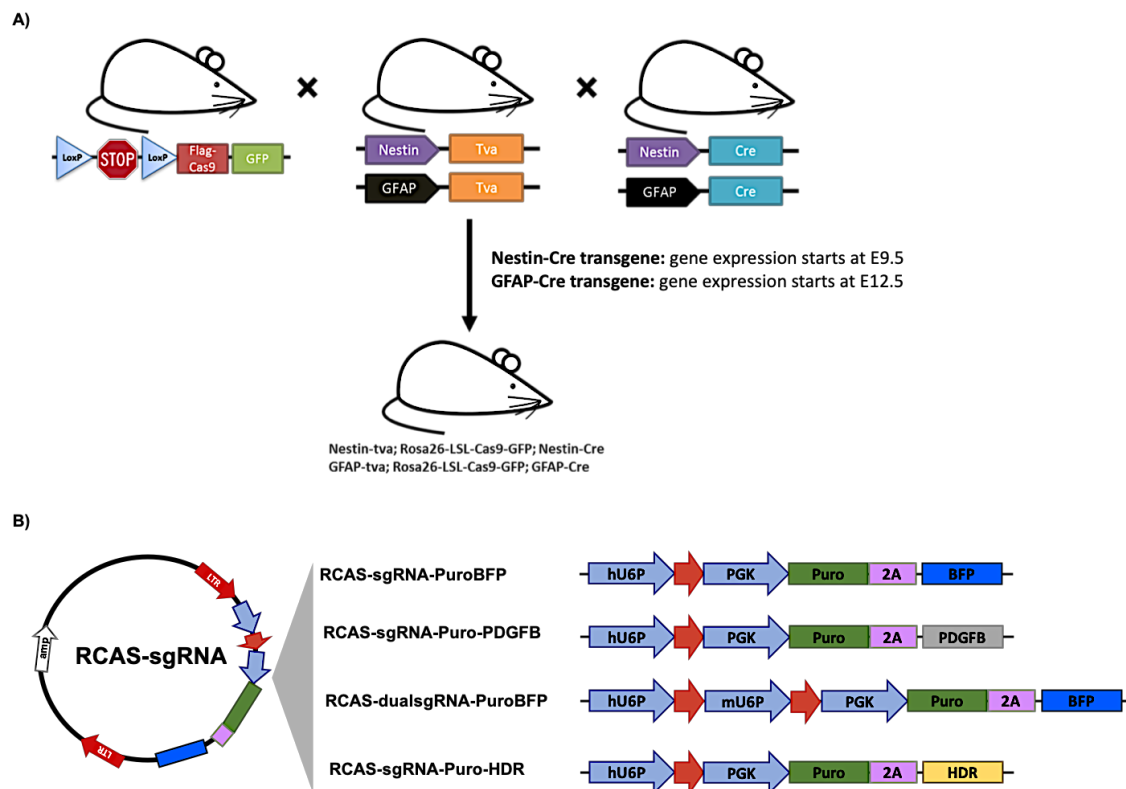 A)
LoxP STOP LoxP Flag-Cas9 GFP
Nestin Tva
GFAP Tva
Nestin Cre
GFAP Cre
Nestin-Cre transgene: gene expression starts at E9.5
GFAP-Cre transgene: gene expression starts at E12.5
Nestin-tva; Rosa26-LSL-Cas9-GFP; Nestin-Cre
GFAP-tva; Rosa26-LSL-Cas9-GFP; GFAP-Cre
B)
LTR
amp
RCAS-sgRNA
LTR
RCAS-sgRNA-PuroBFP
hU6P PGK Puro 2A BFP
RCAS-sgRNA-Puro-PDGFB
hU6P PGK Puro 2A PDGFB
RCAS-dualsgRNA-PuroBFP
hU6P mU6P PGK Puro 2A BFP
RCAS-sgRNA-Puro-HDR
hU6P PGK Puro 2A HDR